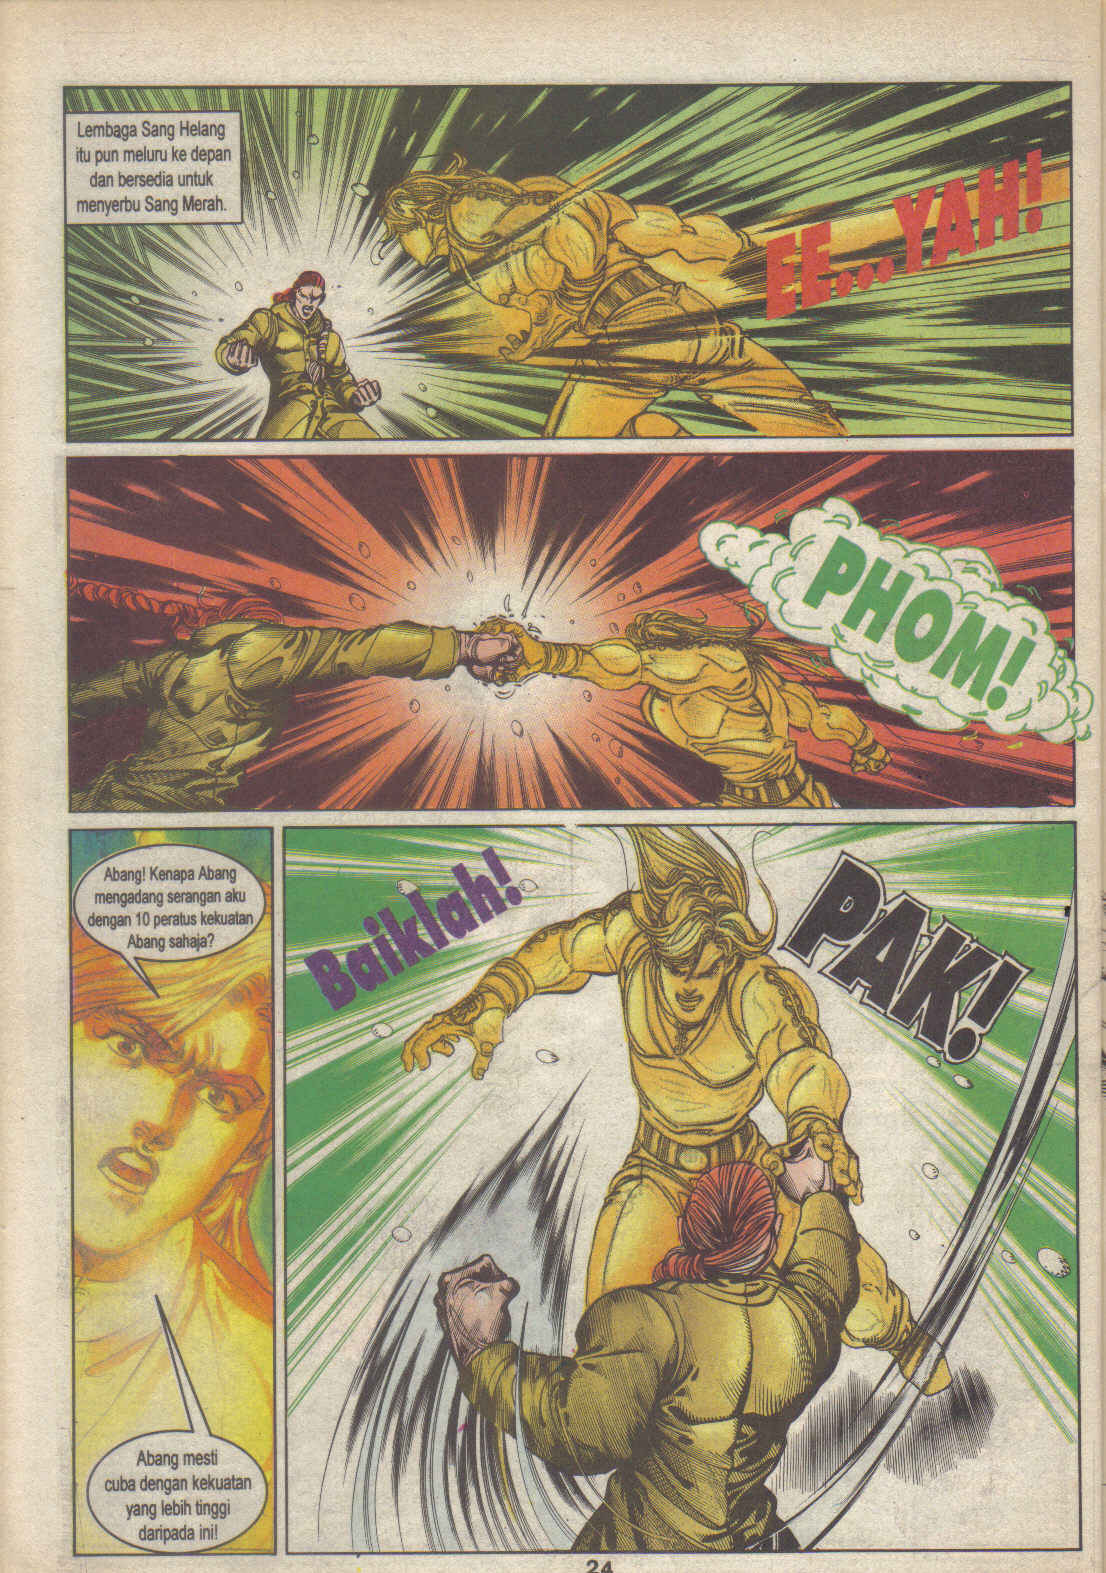 Lembaga Sang Helang
itu pun meluru ke depan
dan bersedia untuk
menyerbu Sang Merah.
EE...YAH!
PHOM!
Abang! Kenapa Abang
mengadang serangan aku
dengan 10 peratus kekuatan
Abang sahaja?
Abang mesti
cuba dengan kekuatan
yang lebih tinggi
daripada ini!
Baiklah!
PAK!
24